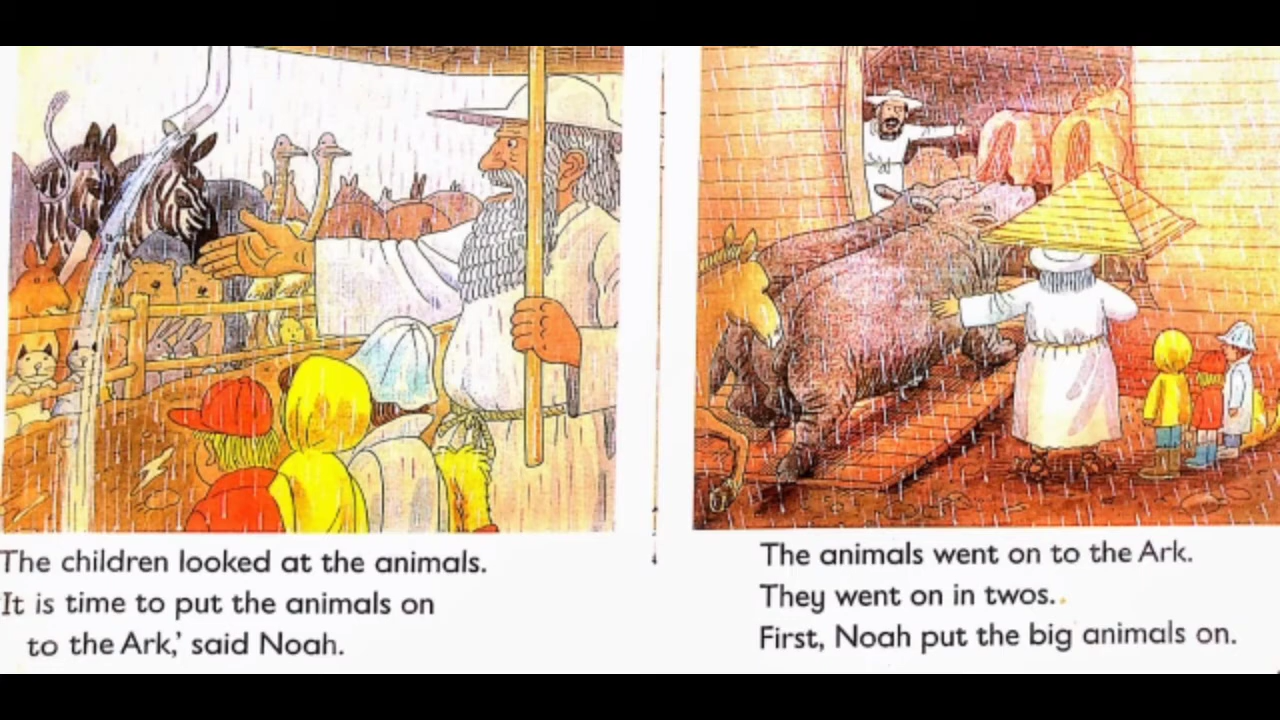 The children looked at the animals.
'It is time to put the animals on
to the Ark,' said Noah.
The animals went on to the Ark.
They went on in twos.
First, Noah put the big animals on.